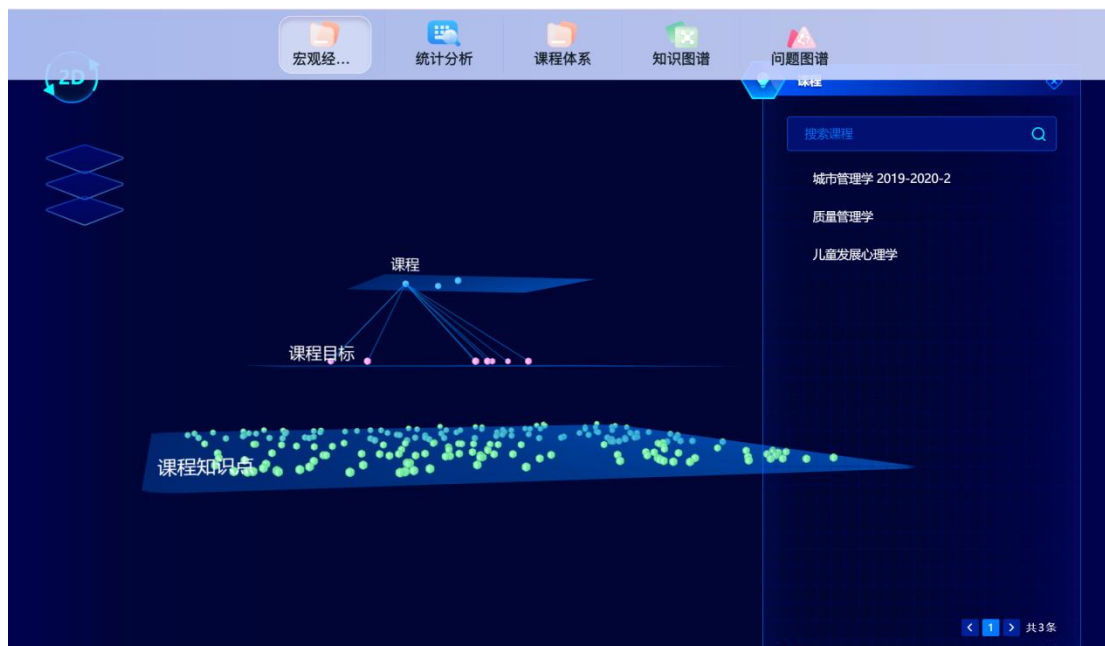 宏观经...
统计分析
课程体系
知识图谱
问题图谱
2D
课程
搜索课程
城市管理学 2019-2020-2
质量管理学
儿童发展心理学
课程
课程目标
课程知识点
1
共3条